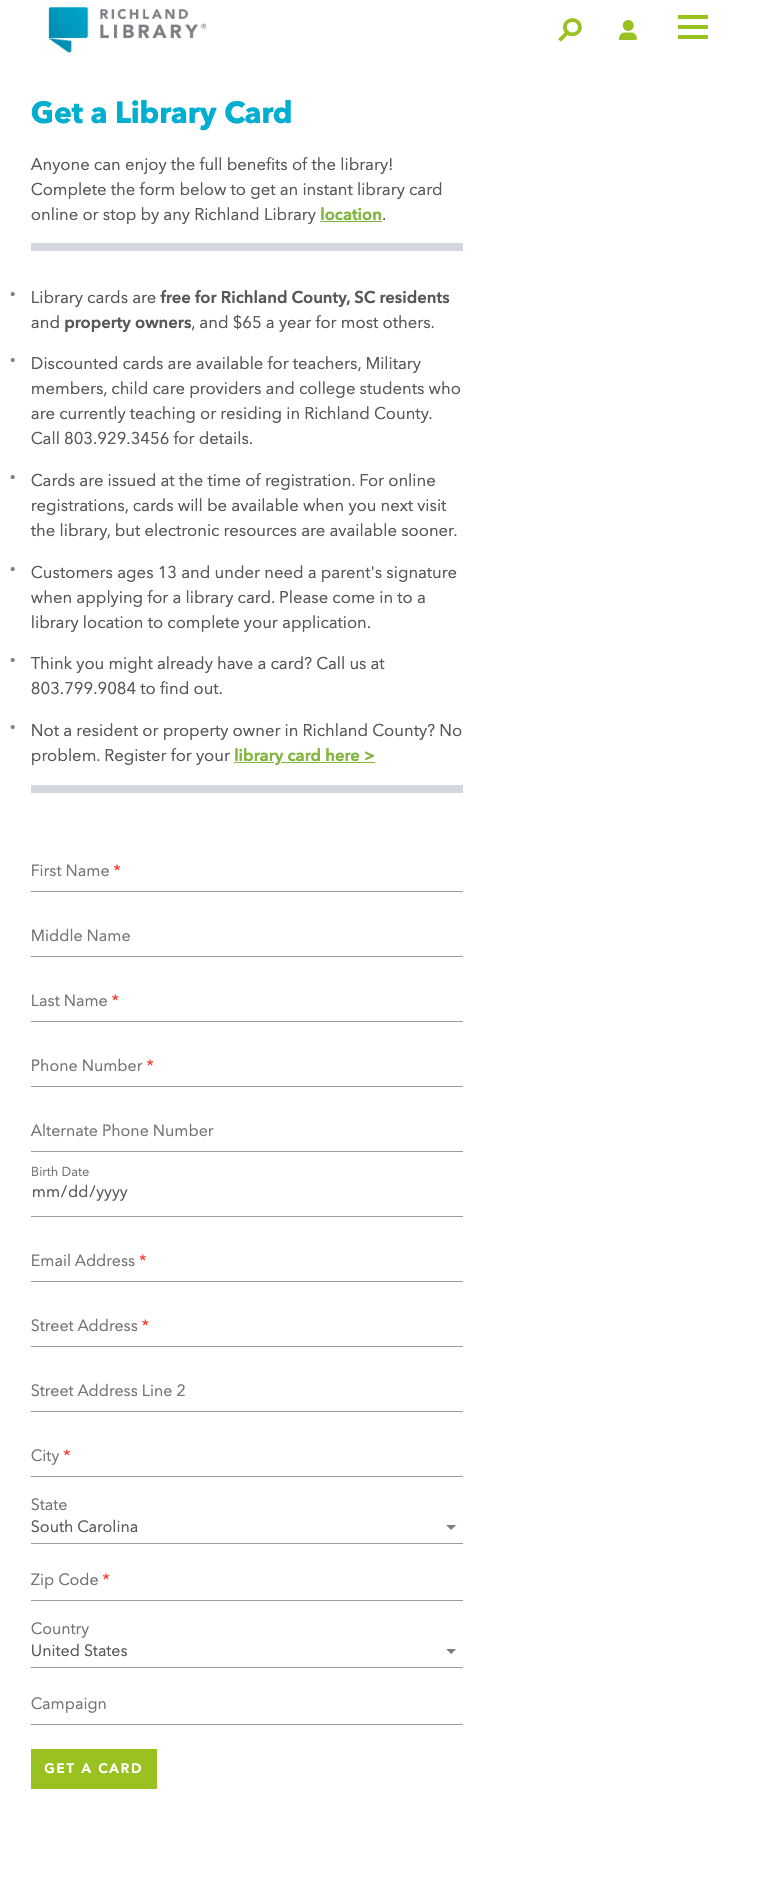 RICHLAND
LIBRARY®
Get a Library Card
Anyone can enjoy the full benefits of the library!
Complete the form below to get an instant library card
online or stop by any Richland Library location.
• Library cards are free for Richland County, SC residents
and property owners, and $65 a year for most others.
• Discounted cards are available for teachers, Military
members, child care providers and college students who
are currently teaching or residing in Richland County.
Call 803.929.3456 for details.
• Cards are issued at the time of registration. For online
registrations, cards will be available when you next visit
the library, but electronic resources are available sooner.
• Customers ages 13 and under need a parent's signature
when applying for a library card. Please come in to a
library location to complete your application.
• Think you might already have a card? Call us at
803.799.9084 to find out.
• Not a resident or property owner in Richland County? No
problem. Register for your library card here >
First Name *
Middle Name
Last Name *
Phone Number *
Alternate Phone Number
Birth Date
mm/dd/yyyy
Email Address *
Street Address *
Street Address Line 2
City *
State
South Carolina
Zip Code *
Country
United States
Campaign
GET A CARD